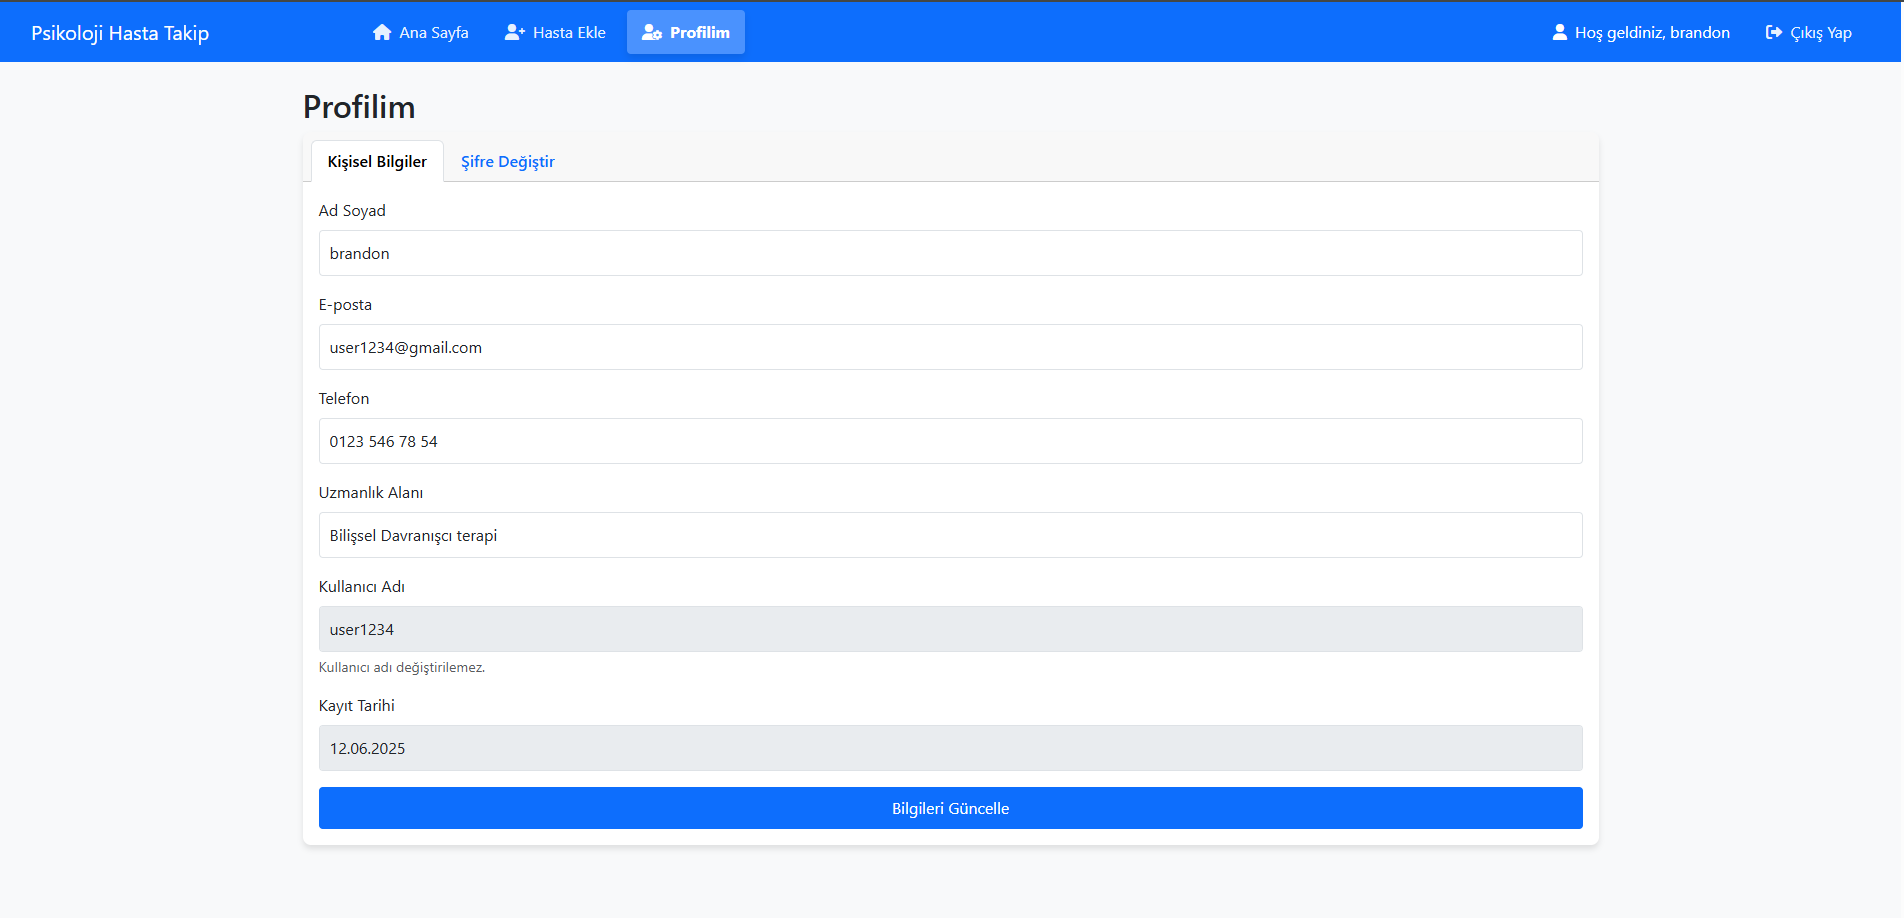 Psikoloji Hasta Takip
Ana Sayfa
Hasta Ekle
Profilim
Hoş geldiniz, brandon
Çıkış Yap
Profilim
Kişisel Bilgiler
Şifre Değiştir
Ad Soyad
brandon
E-posta
user1234@gmail.com
Telefon
0123 546 78 54
Uzmanlık Alanı
Bilişsel Davranışcı terapi
Kullanıcı Adı
user1234
Kullanıcı adı değiştirilemez.
Kayıt Tarihi
12.06.2025
Bilgileri Güncelle